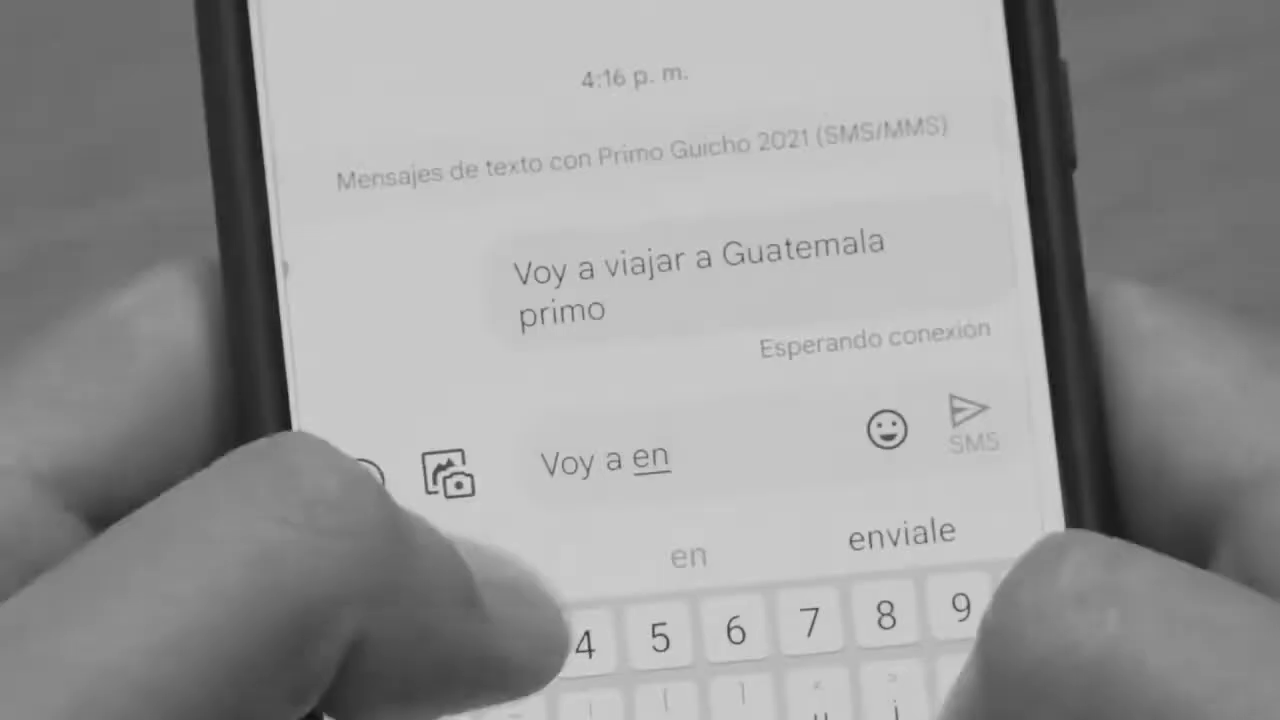 4:16 p. m.
Mensajes de texto con Primo Guicho 2021 (SMS/MMS)
Voy a viajar a Guatemala
primo
Esperando conexión
Voy a en
SMS
en enviale
4 5 6 7 8 9